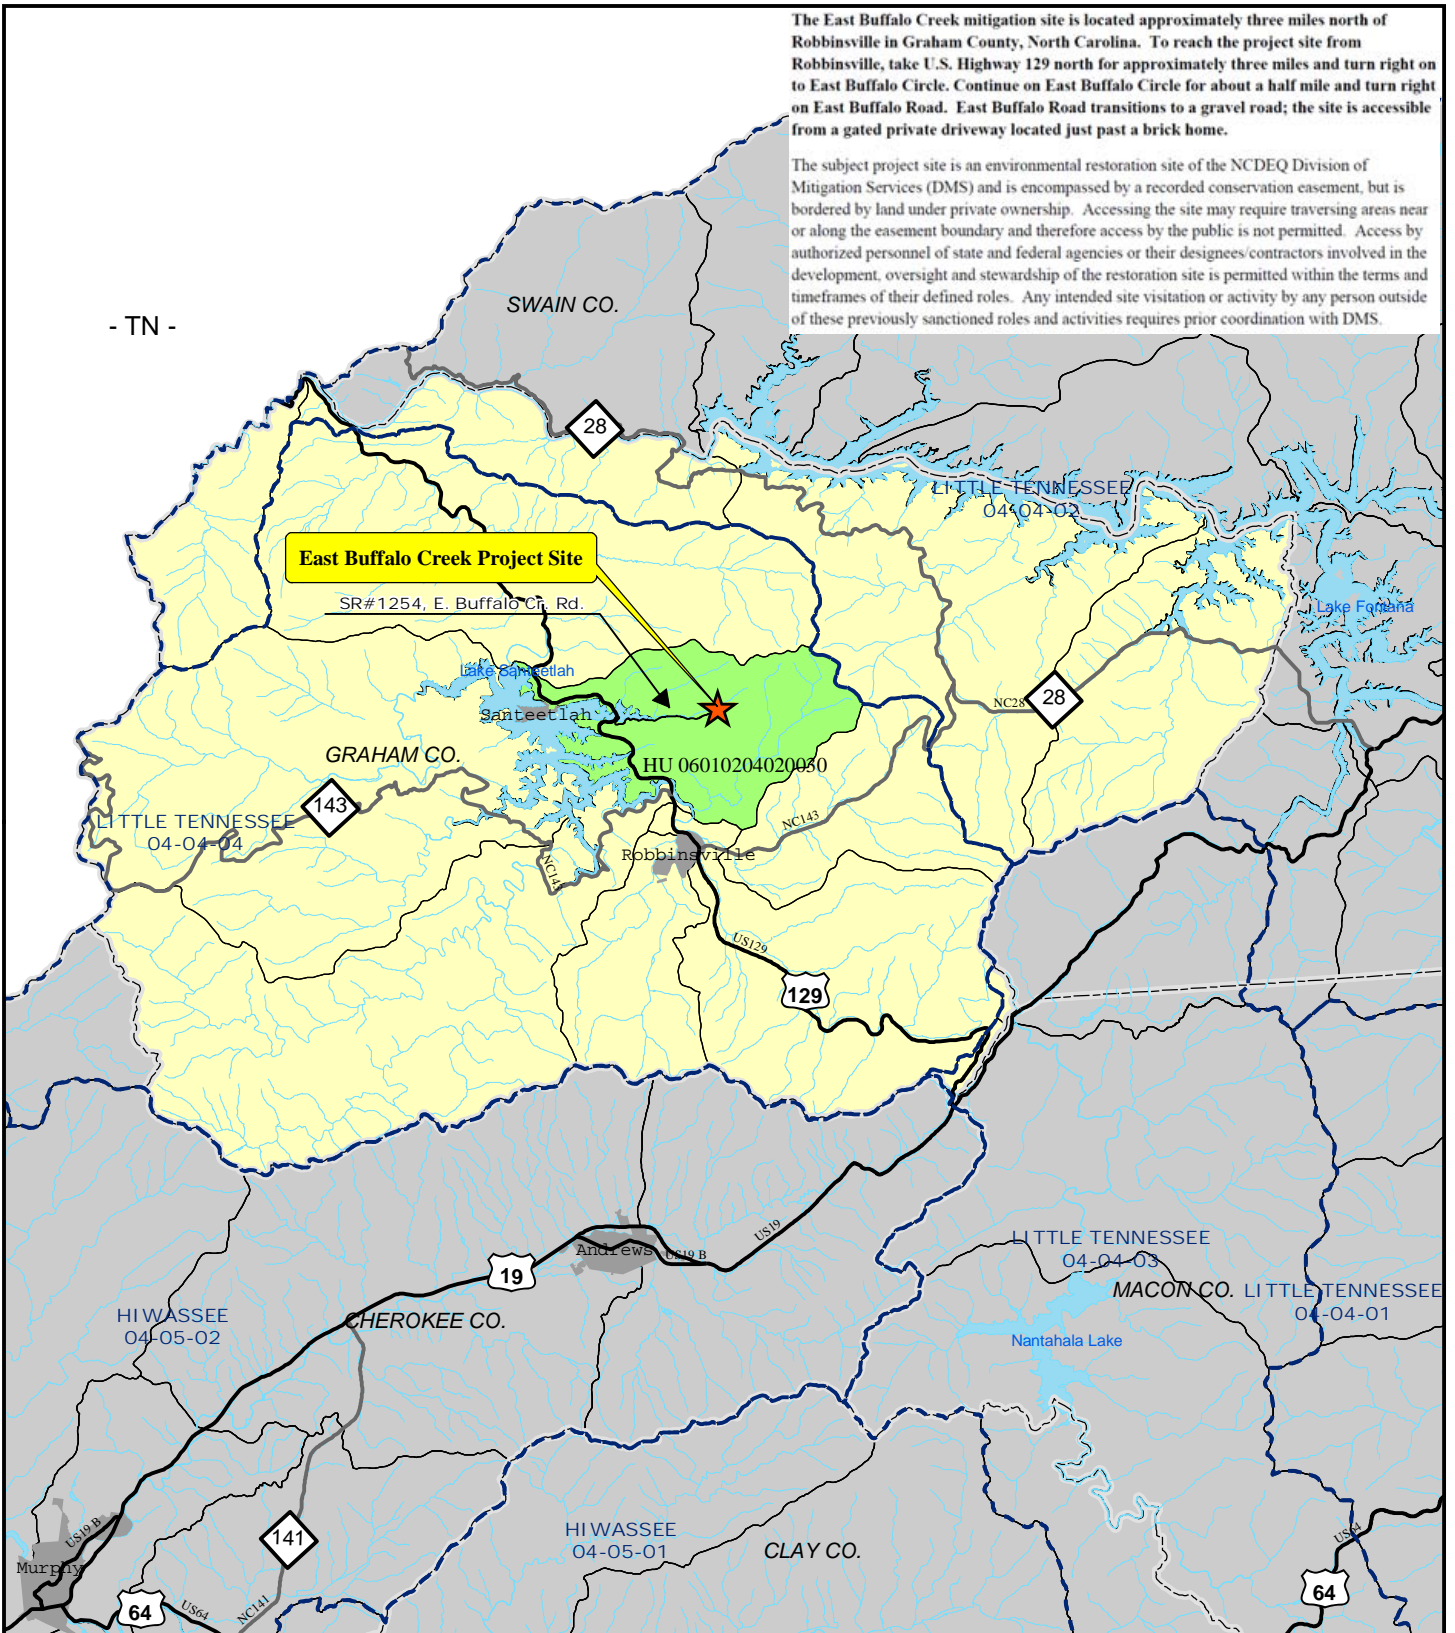 The East Buffalo Creek mitigation site is located approximately three miles north of
Robbinsville in Graham County, North Carolina. To reach the project site from
Robbinsville, take U.S. Highway 129 north for approximately three miles and turn right on
to East Buffalo Circle. Continue on East Buffalo Circle for about a half mile and turn right
on East Buffalo Road. East Buffalo Road transitions to a gravel road; the site is accessible
from a gated private driveway located just past a brick home.
The subject project site is an environmental restoration site of the NCDEQ Division of
Mitigation Services (DMS) and is encompassed by a recorded conservation easement, but is
bordered by land under private ownership. Accessing the site may require traversing areas near
or along the easement boundary and therefore access by the public is not permitted. Access by
authorized personnel of state and federal agencies or their designees/contractors involved in the
development, oversight and stewardship of the restoration site is permitted within the terms and
timeframes of their defined roles. Any intended site visitation or activity by any person outside
of these previously sanctioned roles and activities requires prior coordination with DMS.
SWAIN CO.
- TN -
28
LITTLE TENNESSEE
04-04-02
East Buffalo Creek Project Site
SR#1254, E. Buffalo Cr. Rd.
Lake Fontana
Lake Santeetlah
Santeetlah
NC28
28
GRAHAM CO.
HU 06010204020030
143
LITTLE TENNESSEE
04-04-04
NC143
Robbinsville
NC143
US129
129
US19
Andrews
US19 B
19
LITTLE TENNESSEE
04-04-03
MACON CO.
LITTLE TENNESSEE
04-04-01
HIWASSEE
04-05-02
CHEROKEE CO.
Nantahala Lake
HIWASSEE
04-05-01
CLAY CO.
141
US19 B
Murphy
64
US64
NC141
US64
64